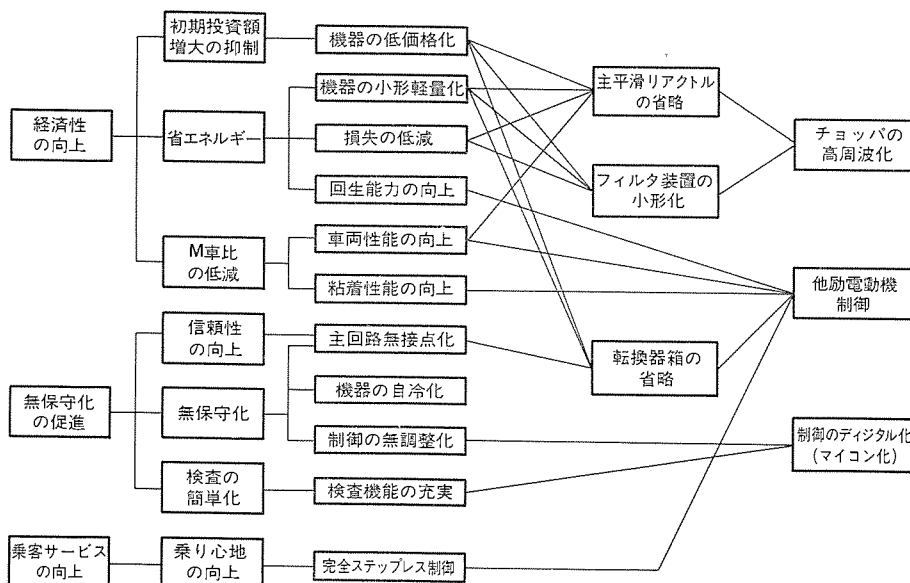 初期投資額
増大の抑制
機器の低価格化
機器の小形軽量化
主平滑リアクトル
の省略
経済性
の向上
省エネルギー
損失の低減
チョッパの
高周波化
回生能力の向上
フィルタ装置の
小形化
M車比
の低減
車両性能の向上
粘着性能の向上
他励電動機
制御
信頼性
の向上
主回路無接点化
転換器箱の
省略
無保守化
の促進
無保守化
機器の自冷化
制御の無調整化
制御のディジタル化
(マイコン化)
検査の
簡単化
検査機能の充実
乗客サービス
の向上
乗り心地
の向上
完全ステップレス制御